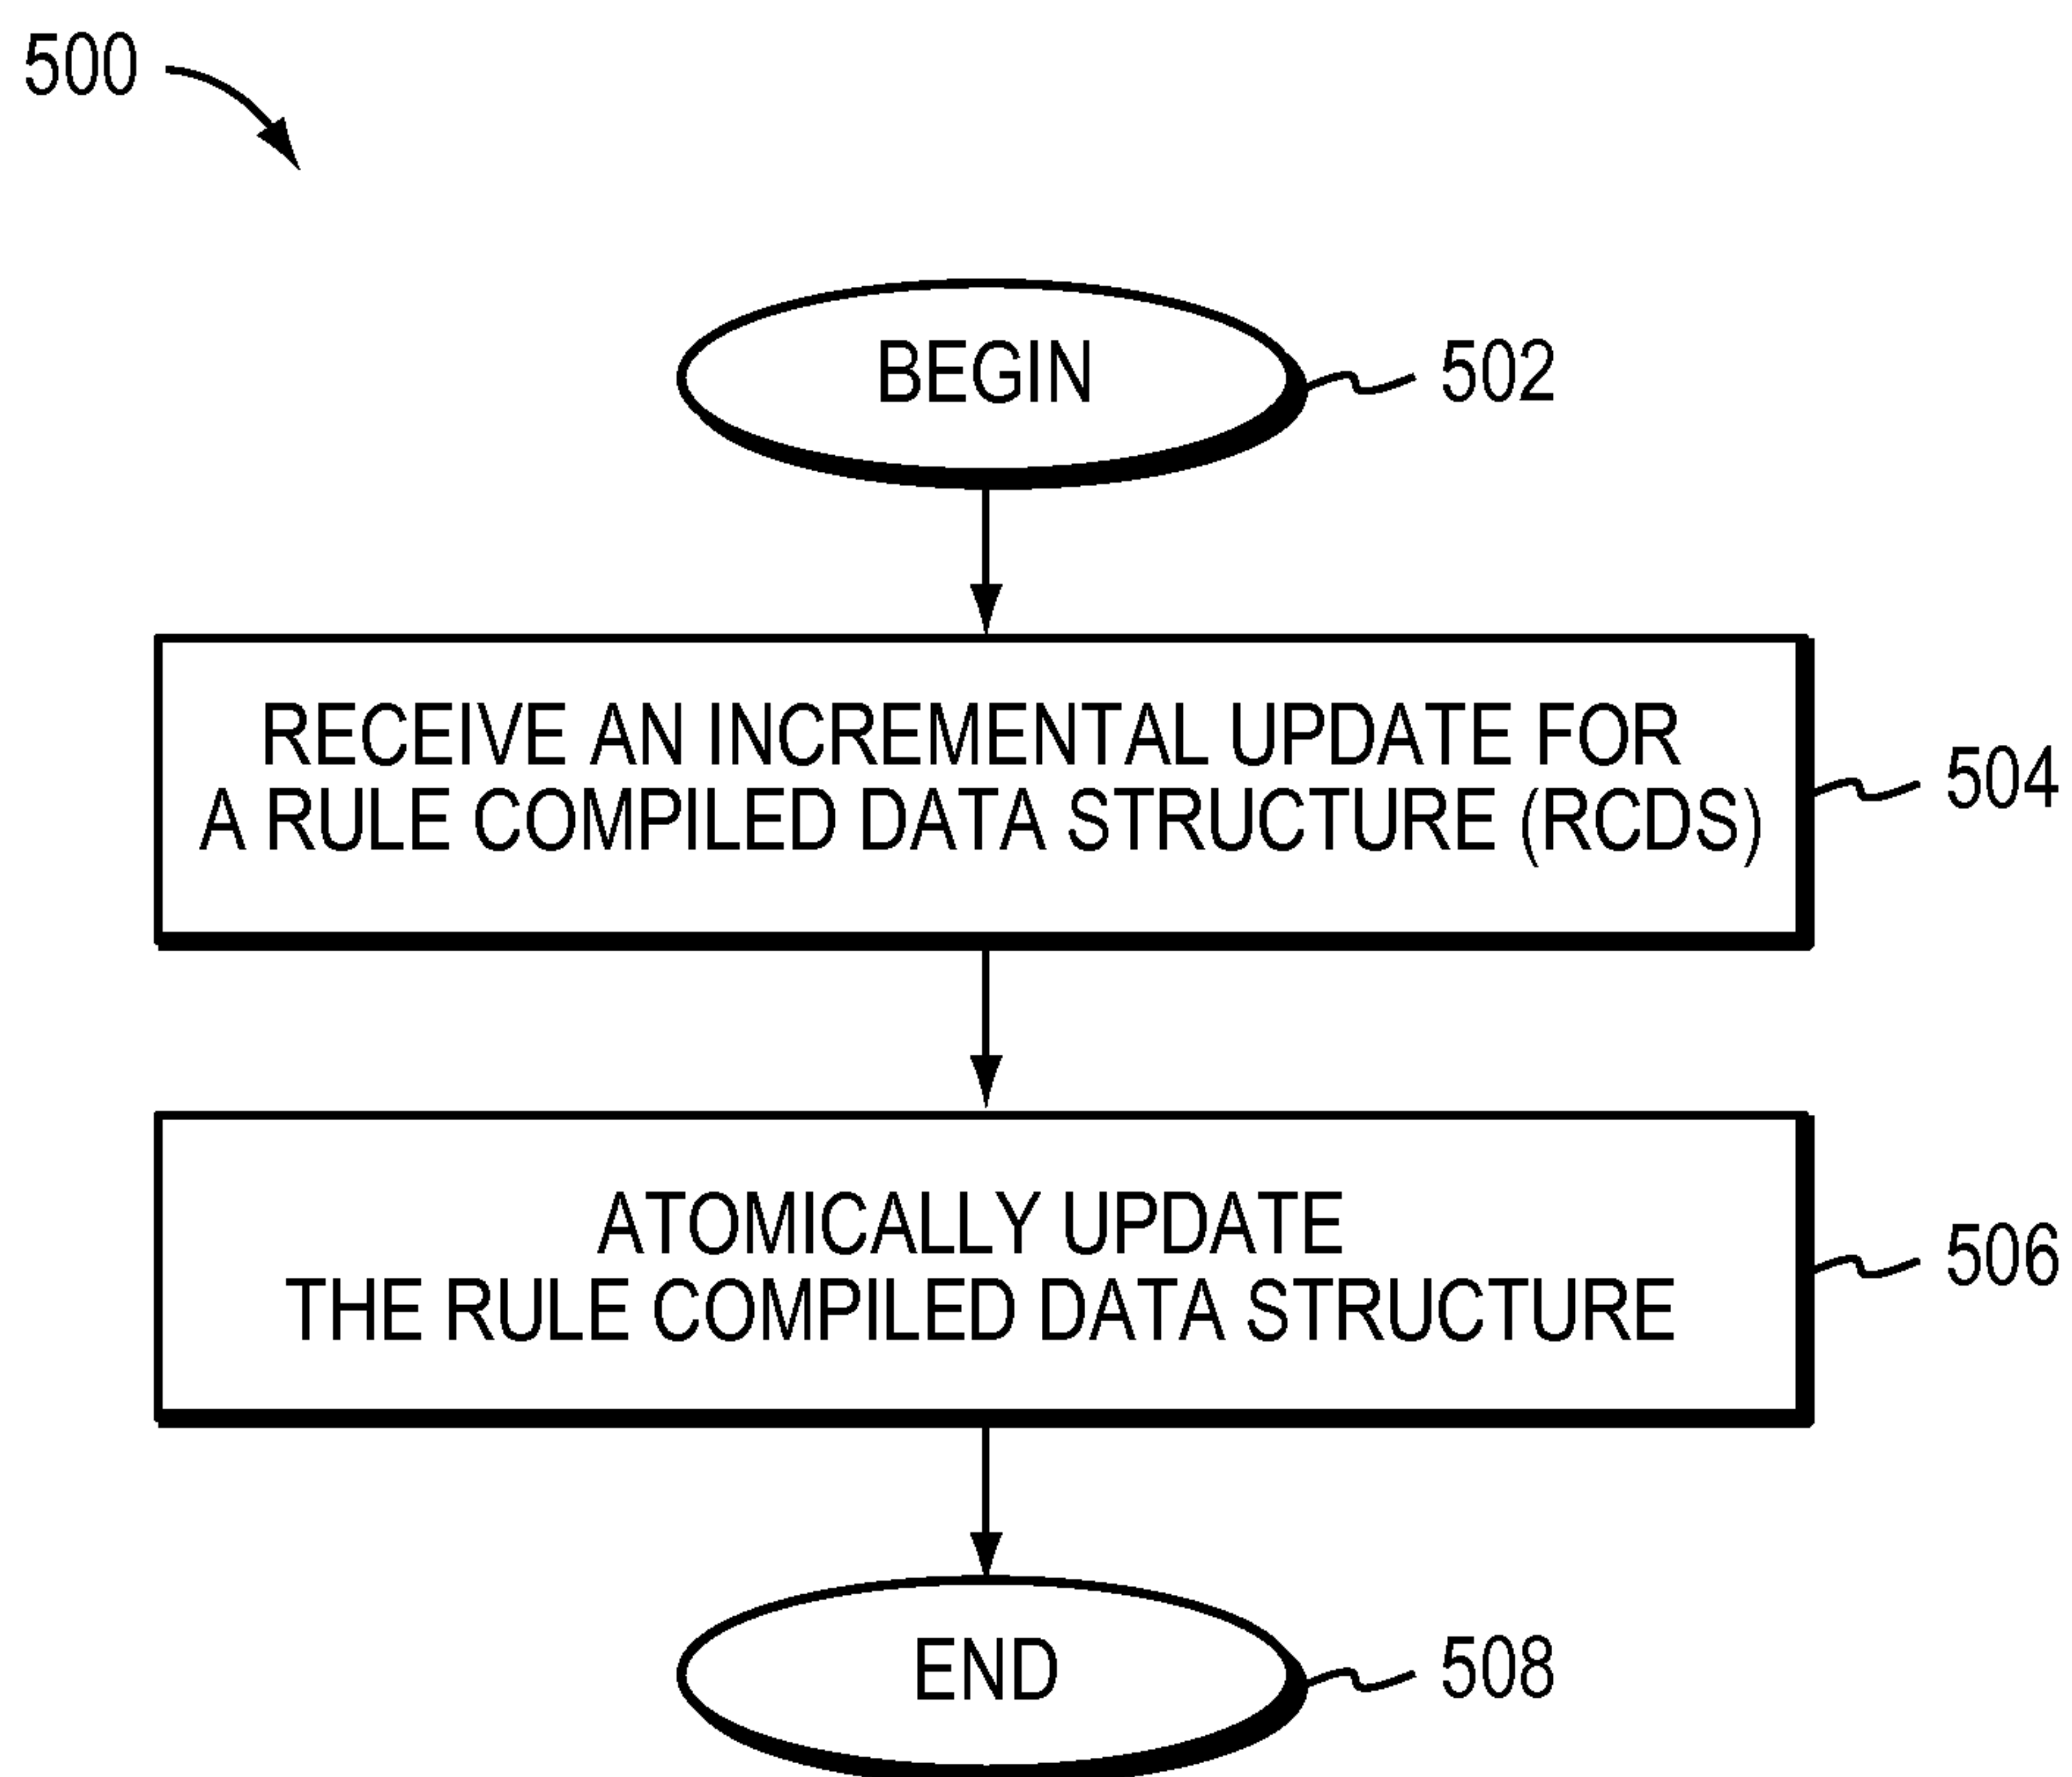 500
BEGIN
502
RECEIVE AN INCREMENTAL UPDATE FOR
A RULE COMPILED DATA STRUCTURE (RCDS)
504
ATOMICALLY UPDATE
THE RULE COMPILED DATA STRUCTURE
506
END
508